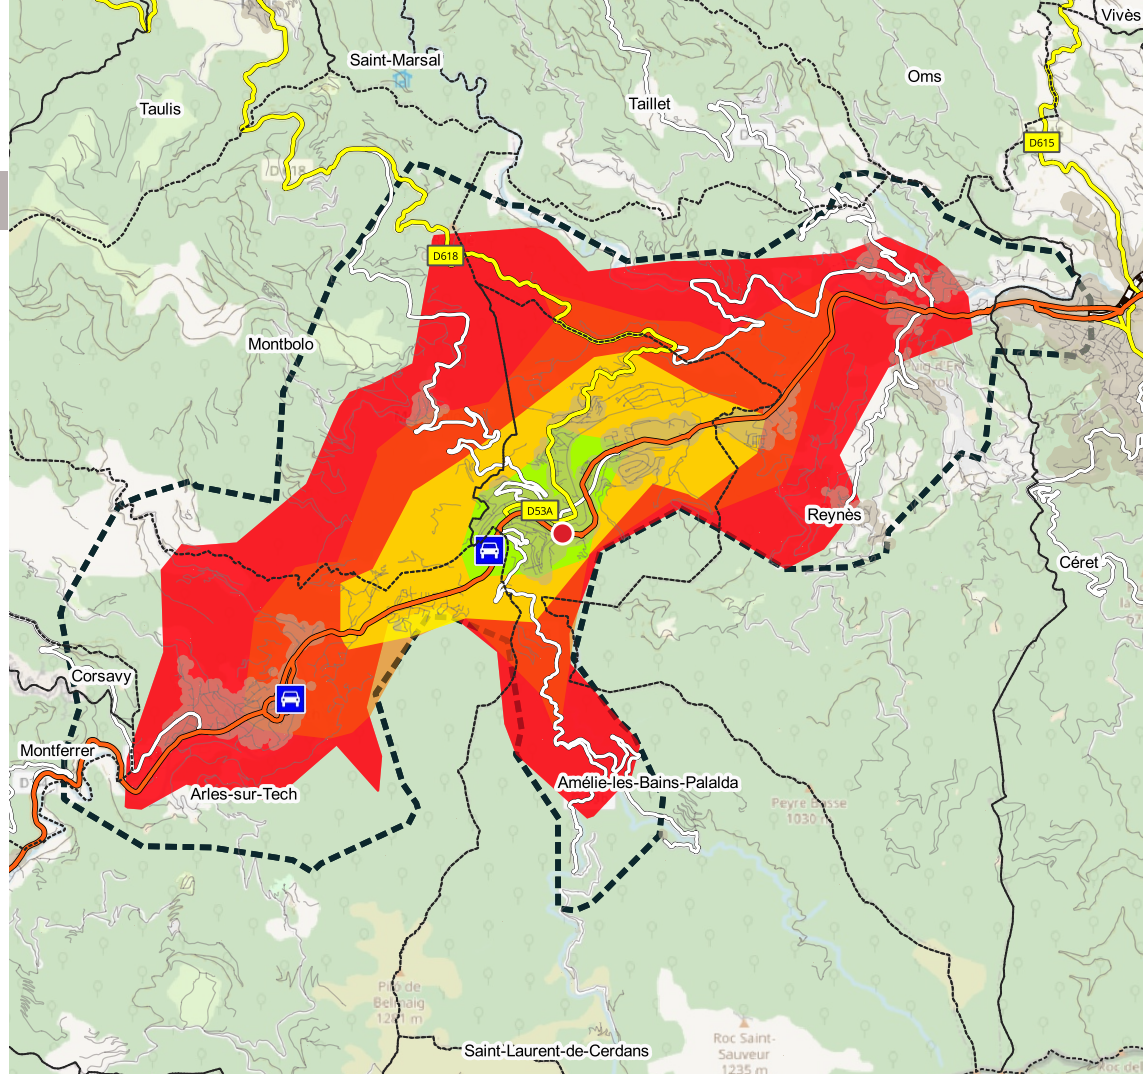 Vivès
Saint-Marsal
Oms
Taulis
Taillet
D615
D618
D618
Montbolo
D53A
Reynès
Céret
Corsavy
Montferrer
Arles-sur-Tech
Amélie-les-Bains-Palalda
Peyre Basse
1030 m
Roc Saint-
Sauveur
1235 m
Saint-Laurent-de-Cerdans